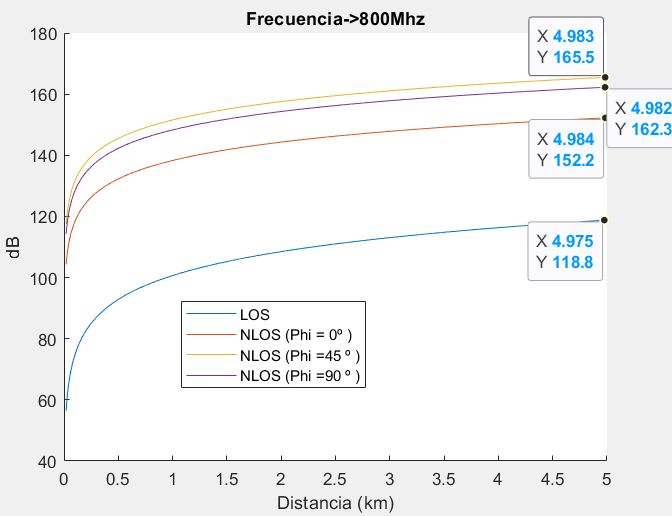 Frecuencia->800Mhz
X 4.983
Y 165.5
X 4.982
Y 162.3
X 4.984
Y 152.2
X 4.975
Y 118.8
180
160
140
120
100
80
60
40
dB
LOS
NLOS (Phi = 0º )
NLOS (Phi =45 º )
NLOS (Phi =90 º )
0
0.5
1
1.5
2
2.5
3
3.5
4
4.5
5
Distancia (km)